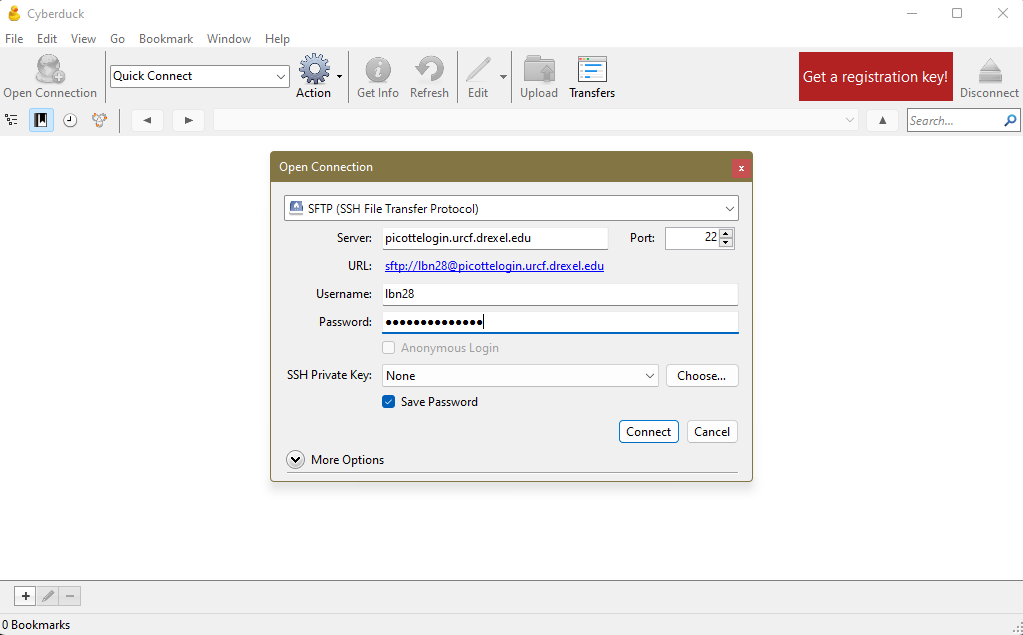 Cyberduck
File Edit View Go Bookmark Window Help
Open Connection
Quick Connect
Action
Get Info
Refresh
Edit
Upload
Transfers
Get a registration key!
Disconnect
Search...
Open Connection
x
SFTP (SSH File Transfer Protocol)
Server: picottelogin.urcf.drexel.edu Port: 22
URL: sftp://lbn28@picottelogin.urcf.drexel.edu
Username: lbn28
Password: ●●●●●●●●●●●●●●
Anonymous Login
SSH Private Key: None Choose...
Save Password
Connect Cancel
More Options
0 Bookmarks